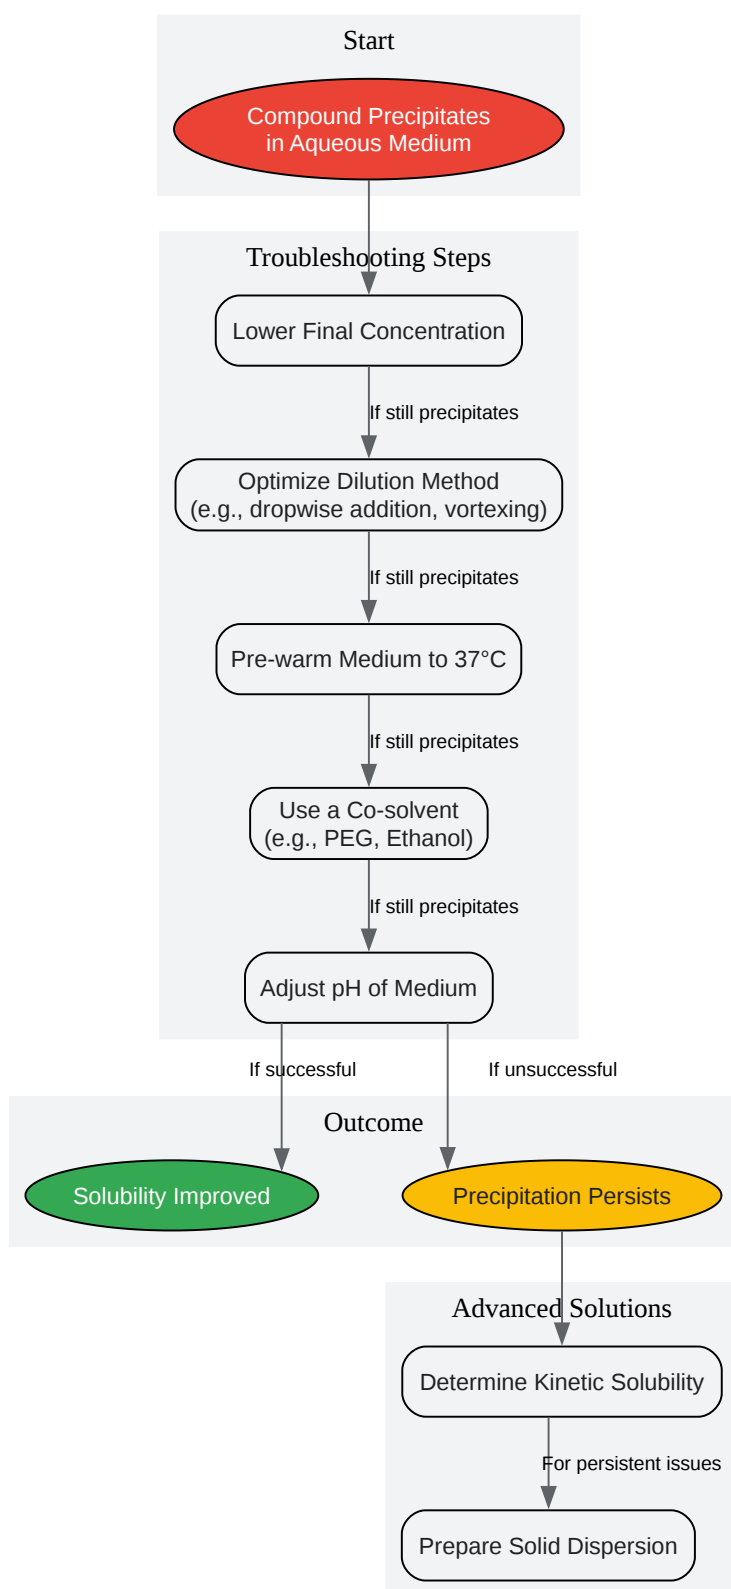 Start
Compound Precipitates
in Aqueous Medium
Troubleshooting Steps
Lower Final Concentration
If still precipitates
Optimize Dilution Method
(e.g., dropwise addition, vortexing)
If still precipitates
Pre-warm Medium to 37°C
If still precipitates
Use a Co-solvent
(e.g., PEG, Ethanol)
If still precipitates
Adjust pH of Medium
If successful
If unsuccessful
Outcome
Solubility Improved
Precipitation Persists
Advanced Solutions
Determine Kinetic Solubility
For persistent issues
Prepare Solid Dispersion